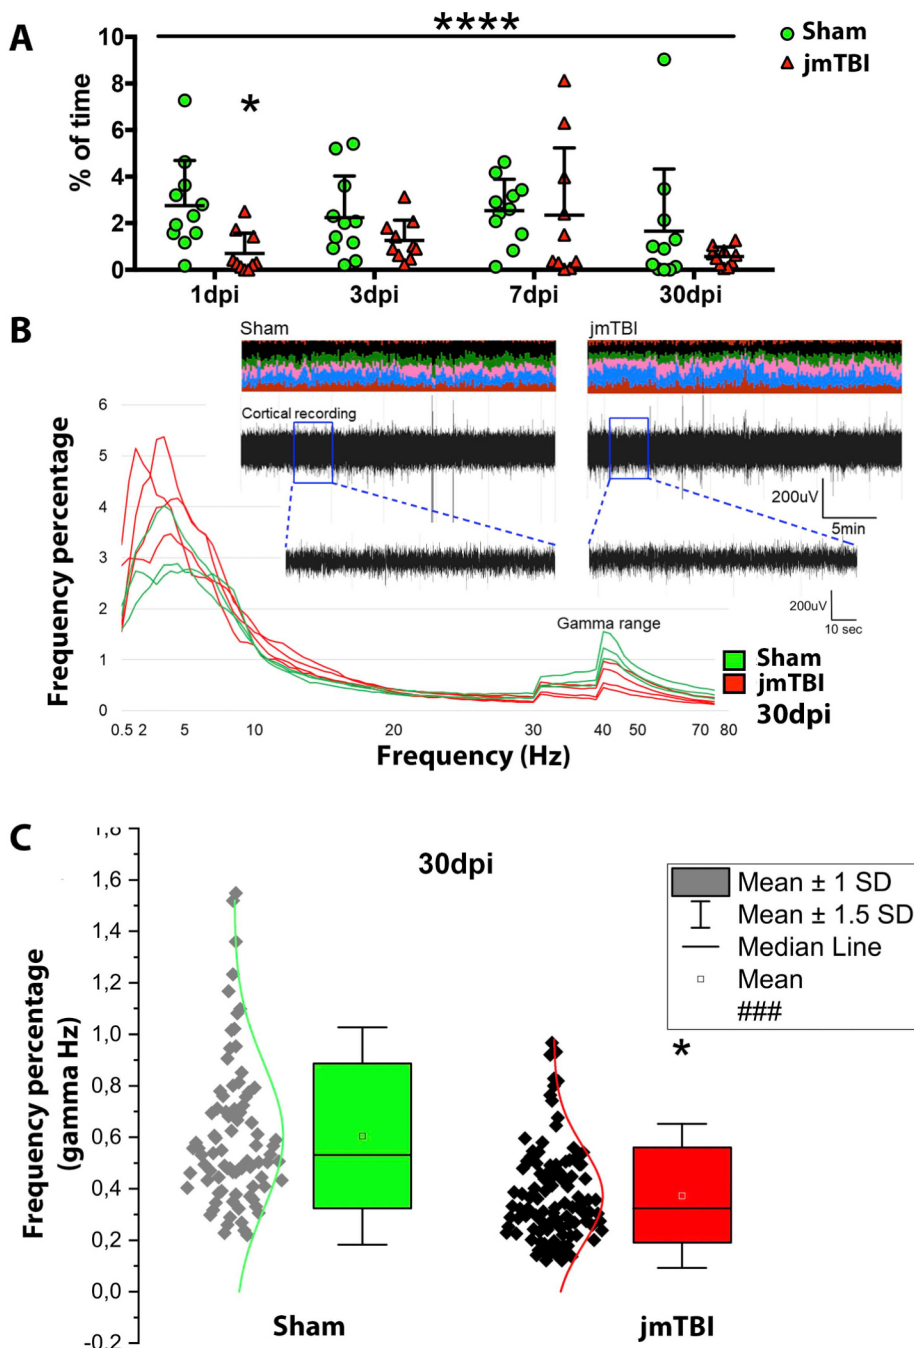 A
****
Sham
jmTBI
10
8
6
4
2
0
% of time
*
1dpi
3dpi
7dpi
30dpi
B
Sham
jmTBI
Cortical recording
200uV
5min
200uV
10 sec
Frequency percentage
6
5
4
3
2
1
0
Gamma range
Sham
jmTBI
30dpi
0.5 2 5 10 20 30 40 50 70 80
Frequency (Hz)
C
30dpi
1,8
1,6
1,4
1,2
1,0
0,8
0,6
0,4
0,2
0,0
-0,2
Frequency percentage
(gamma Hz)
Mean ± 1 SD
Mean ± 1.5 SD
Median Line
Mean
###
*
Sham
jmTBI